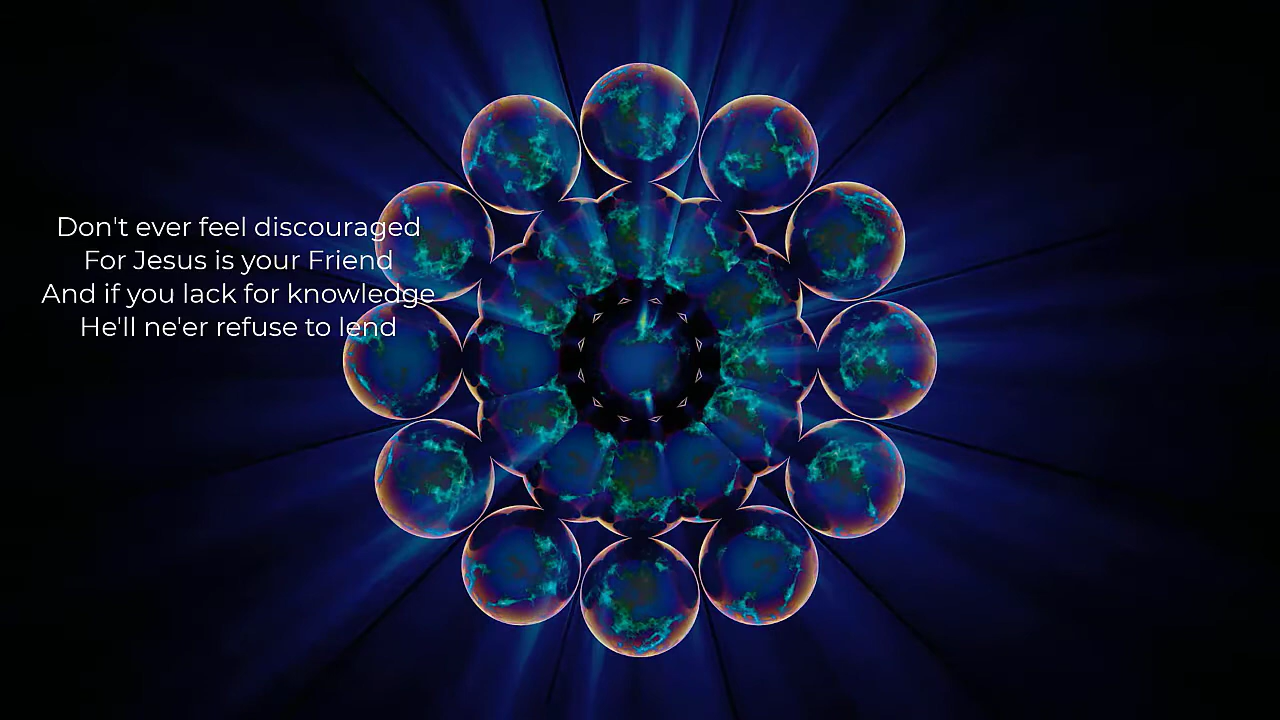 Don't ever feel discouraged
For Jesus is your Friend
And if you lack for knowledge
He'll ne'er refuse to lend